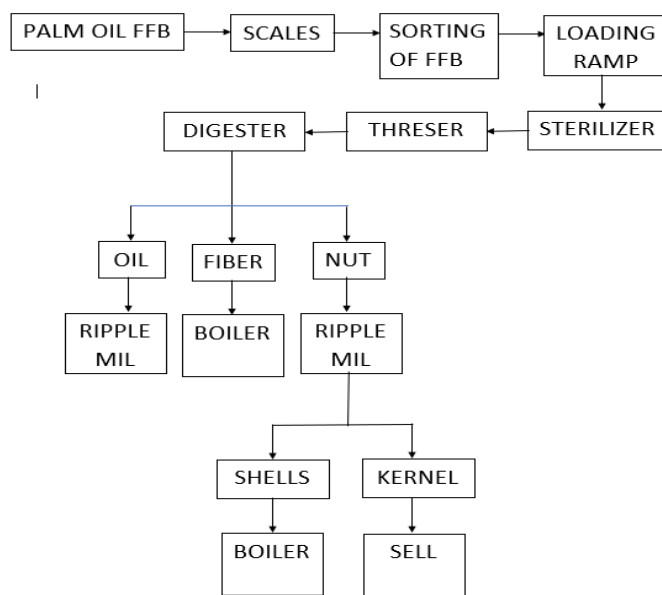 PALM OIL FFB
SCALES
SORTING
OF FFB
LOADING
RAMP
DIGESTER
THRESER
STERILIZER
OIL
FIBER
NUT
RIPPLE
MIL
BOILER
RIPPLE
MIL
SHELLS
KERNEL
BOILER
SELL